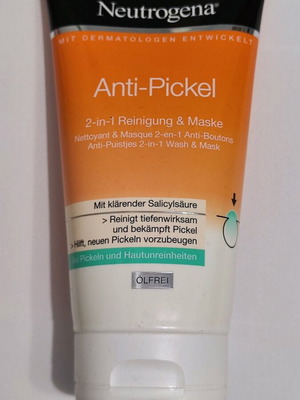 Neutrogena®
MIT DERMATOLOGEN ENTWICKELT
Anti-Pickel
2-in-1 Reinigung & Maske
Nettoyant & Masque 2-en-1 Anti-Boutons
Anti-Puistjes 2-in-1 Wash & Mask
Mit klärender Salicylsäure
> Reinigt tiefenwirksam
und bekämpft Pickel
> Hilft, neuen Pickeln vorzubeugen
Pickeln und Hautunreinheiten
ÖLFREI